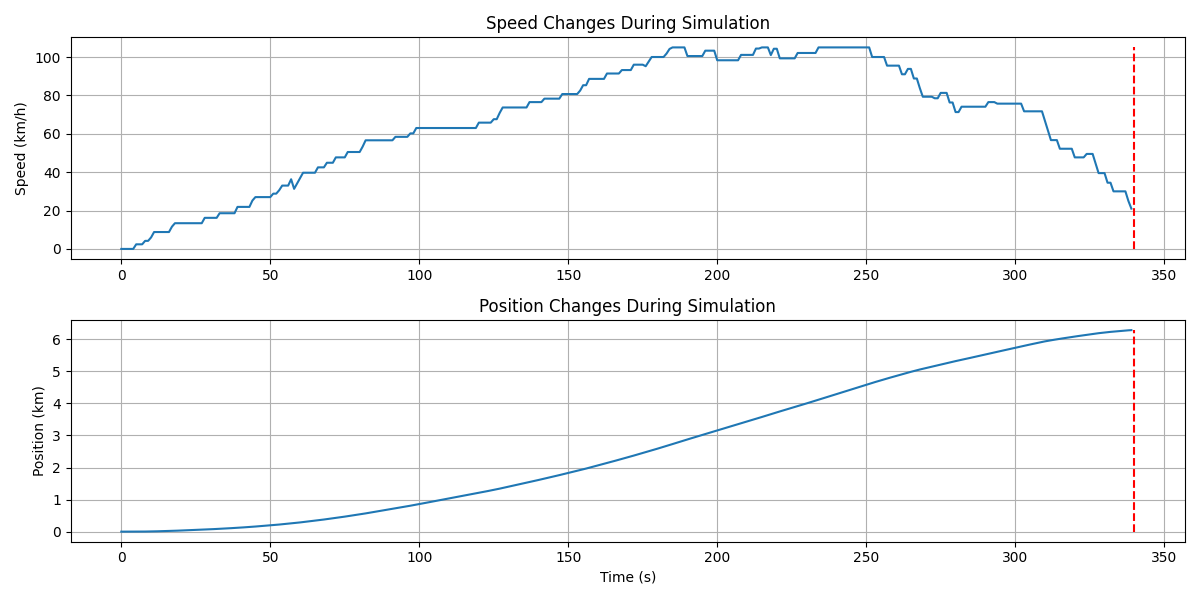 Speed Changes During Simulation
Speed (km/h)
100
80
60
40
20
0
0 50 100 150 200 250 300 350
Position Changes During Simulation
Position (km)
6
5
4
3
2
1
0
0 50 100 150 200 250 300 350
Time (s)